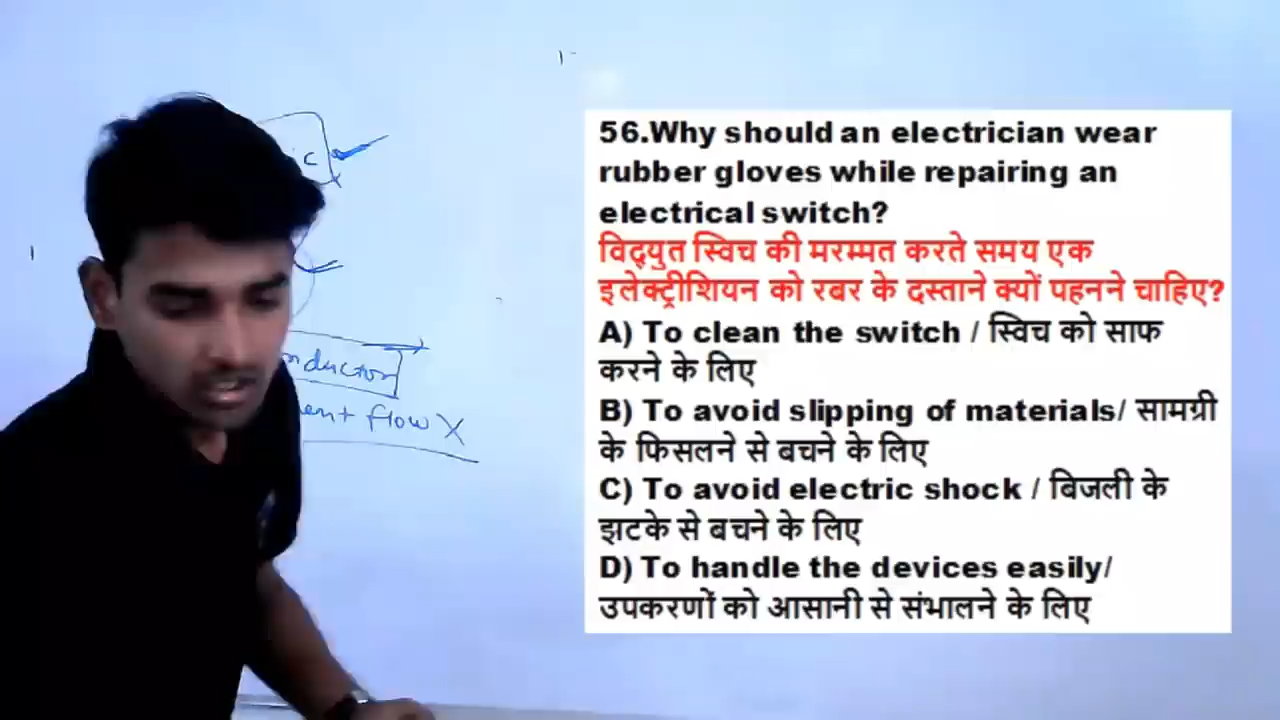 56.Why should an electrician wear
rubber gloves while repairing an
electrical switch?
विद्युत स्विच की मरम्मत करते समय एक
इलेक्ट्रीशियन को रबर के दस्ताने क्यों पहनने चाहिए?
A) To clean the switch / स्विच को साफ
करने के लिए
B) To avoid slipping of materials/ सामग्री
के फिसलने से बचने के लिए
C) To avoid electric shock / बिजली के
झटके से बचने के लिए
D) To handle the devices easily/
उपकरणों को आसानी से संभालने के लिए
nductor
flow X